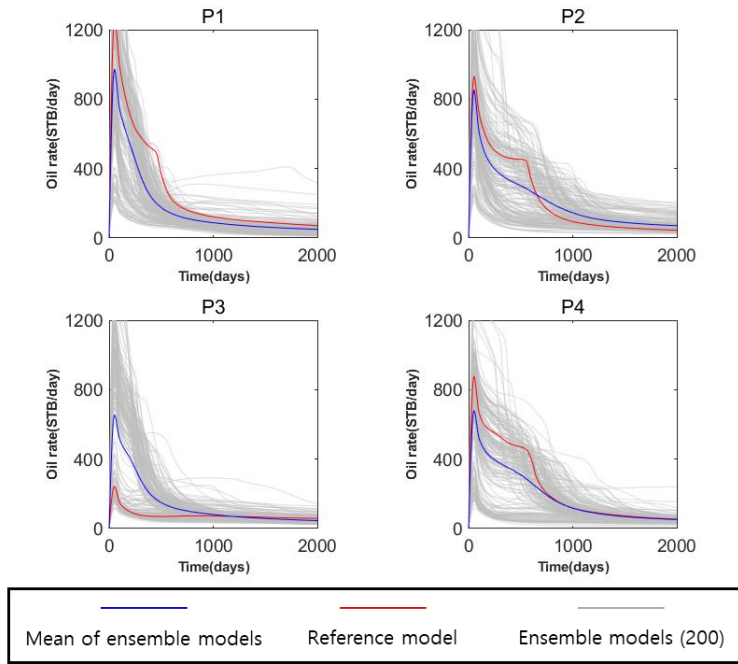 P1
1200
800
400
0
Oil rate(STB/day)
0
1000
2000
Time(days)
P2
1200
800
400
0
Oil rate(STB/day)
0
1000
2000
Time(days)
P3
1200
800
400
0
Oil rate(STB/day)
0
1000
2000
Time(days)
P4
1200
800
400
0
Oil rate(STB/day)
0
1000
2000
Time(days)
Mean of ensemble models
Reference model
Ensemble models (200)